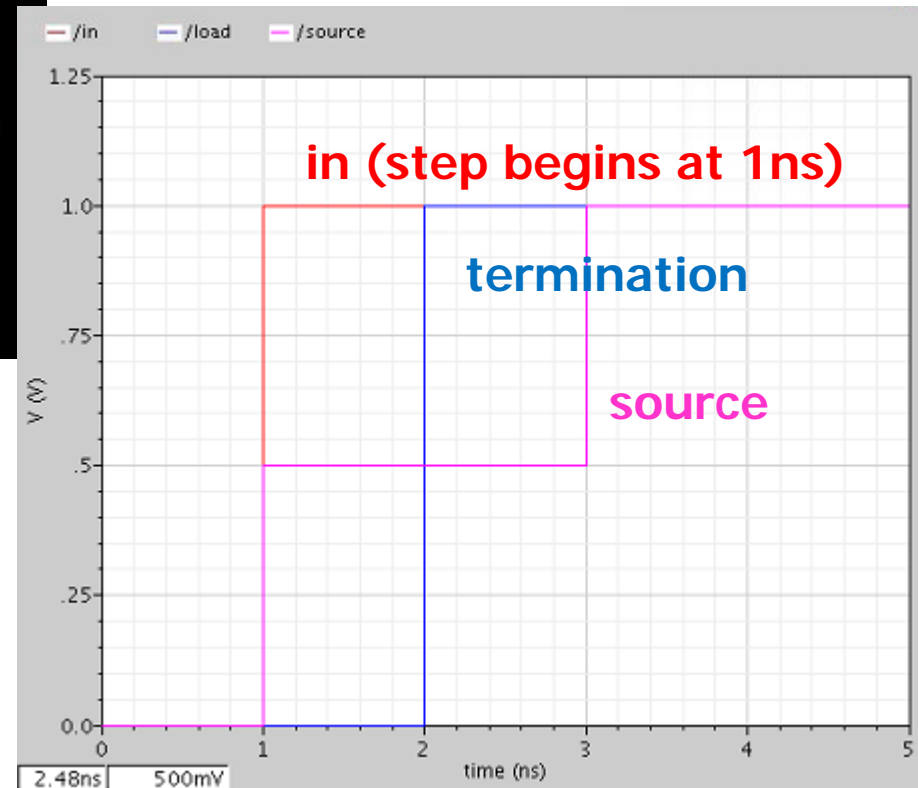 /in /load /source
1.25
in (step begins at 1ns)
1.0
termination
.75
V (V)
source
.5
.25
0.0
0 1 2 3 4 5
time (ns)
2.48ns 500mV